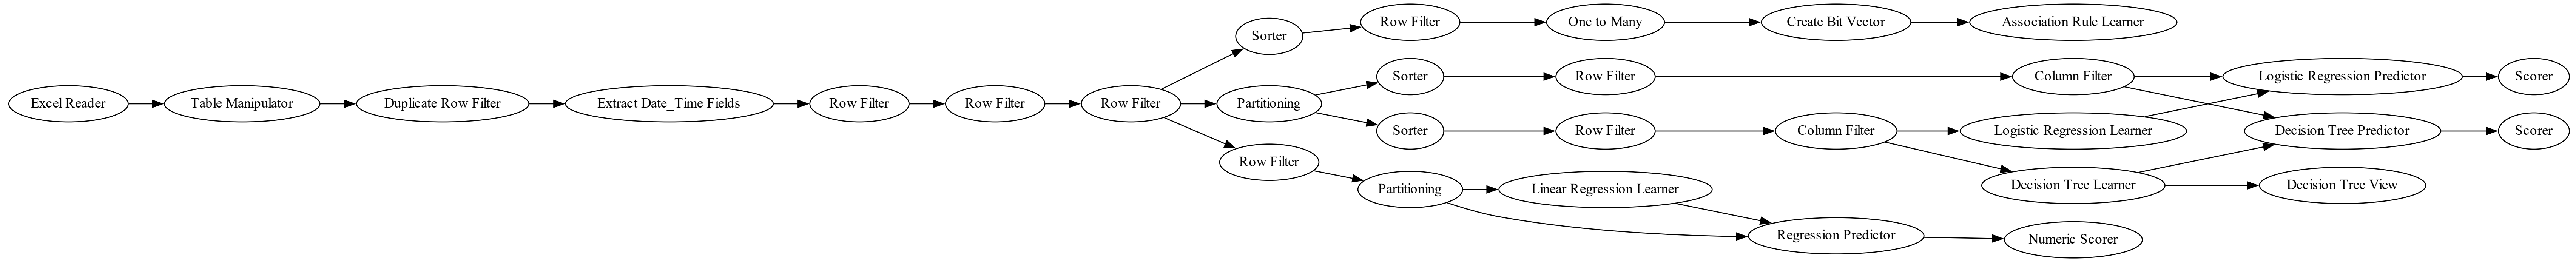 Excel Reader
Table Manipulator
Duplicate Row Filter
Extract Date_Time Fields
Row Filter
Row Filter
Row Filter
Sorter
Row Filter
One to Many
Create Bit Vector
Association Rule Learner
Partitioning
Sorter
Row Filter
Column Filter
Logistic Regression Predictor
Scorer
Sorter
Row Filter
Column Filter
Logistic Regression Learner
Decision Tree Predictor
Scorer
Decision Tree Learner
Decision Tree View
Row Filter
Partitioning
Linear Regression Learner
Regression Predictor
Numeric Scorer